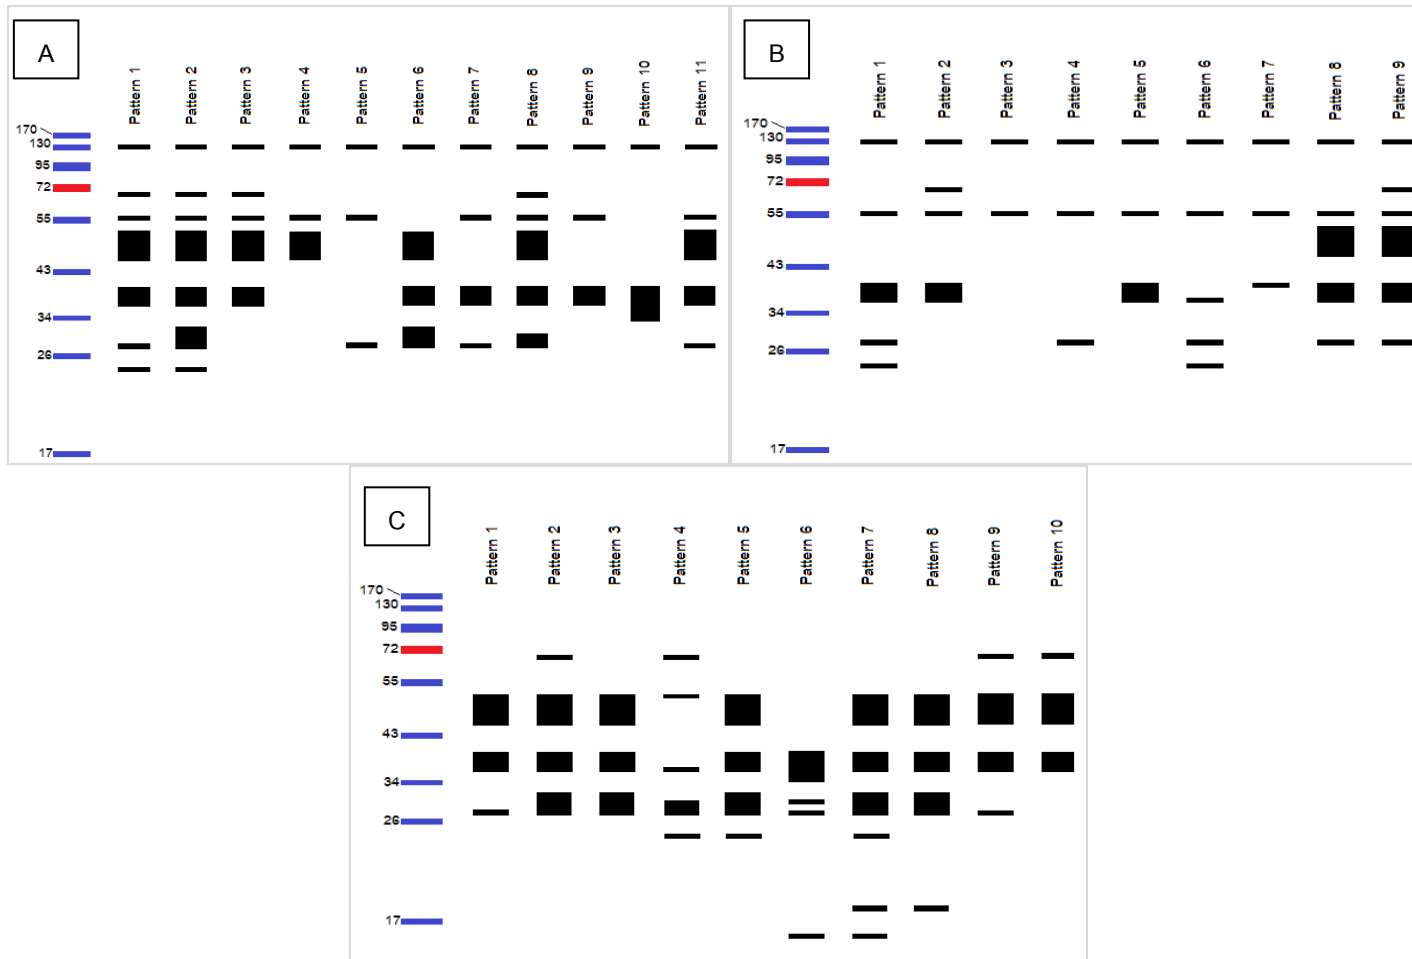 A
Pattern 1
Pattern 2
Pattern 3
Pattern 4
Pattern 5
Pattern 6
Pattern 7
Pattern 8
Pattern 9
Pattern 10
Pattern 11
170
130
95
72
55
43
34
26
17
B
Pattern 1
Pattern 2
Pattern 3
Pattern 4
Pattern 5
Pattern 6
Pattern 7
Pattern 8
Pattern 9
170
130
95
72
55
43
34
26
17
C
Pattern 1
Pattern 2
Pattern 3
Pattern 4
Pattern 5
Pattern 6
Pattern 7
Pattern 8
Pattern 9
Pattern 10
170
130
95
72
55
43
34
26
17